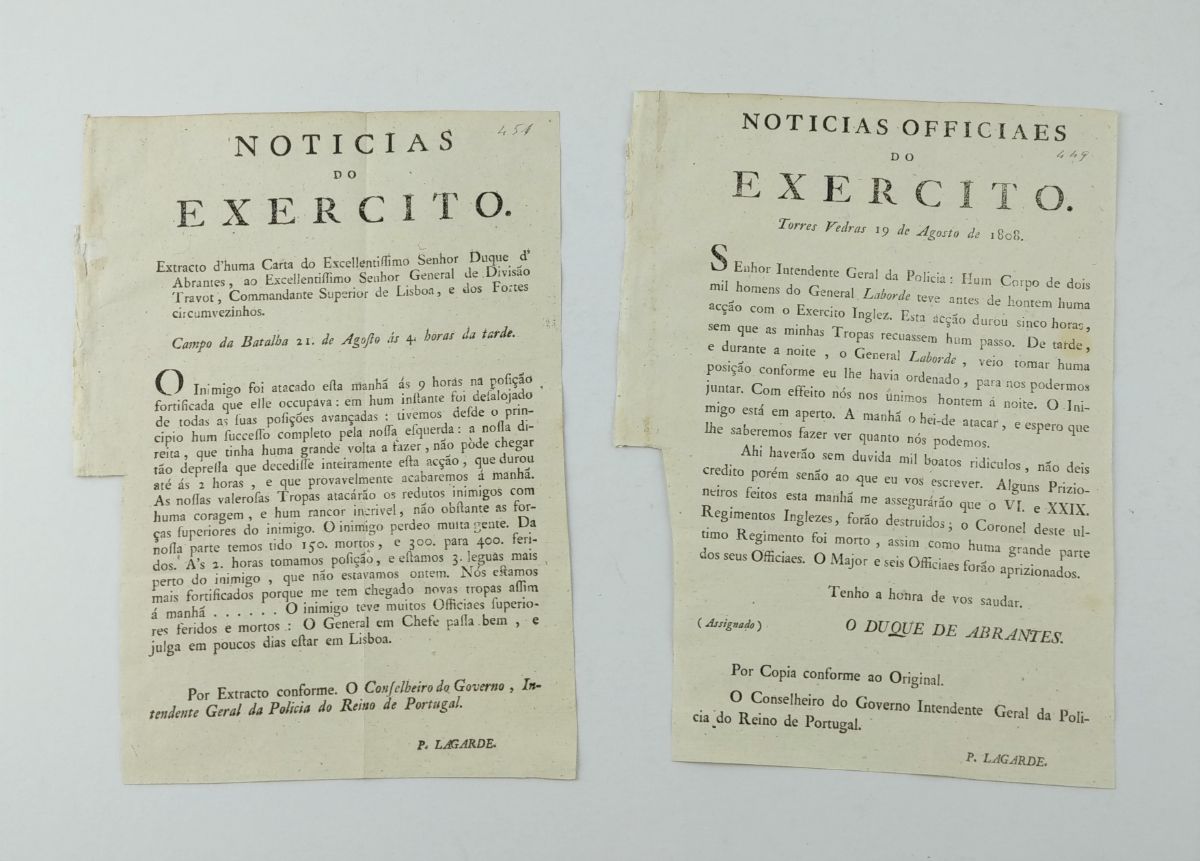 451
NOTICIAS
DO
EXERCITO.
Extracto d'huma Carta do Excellentiſſimo Senhor Duque d'
Abrantes, ao Excellentiſſimo Senhor General de Diviſão
Travot, Commandante Superior de Lisboa, e dos Fortes
circumvezinhos.
Campo da Batalha 21. de Agoſto ás 4. horas da tarde.
O Inimigo foi atacado eſta manhã ás 9 horas na poſição
fortificada que elle occupava: em hum inſtante foi deſalojado
de todas as ſuas poſições avançadas: tivemos deſde o prin-
cipio hum ſucceſſo completo pela noſſa eſquerda: a noſſa di-
reita, que tinha huma grande volta a fazer, não pôde chegar
tão depreſſa que decediſſe inteiramente eſta acção, que durou
até ás 2 horas, e que provavelmente acabaremos á manhã.
As noſſas valeroſas Tropas atacárão os redutos inimigos com
huma coragem, e hum rancor incrivel, não obſtante as for-
ças ſuperiores do inimigo. O inimigo perdeo muita gente. Da
noſſa parte temos tido 150. mortos, e 300. para 400. feri-
dos. A's 2. horas tomamos poſição, e eſtamos 3. leguas mais
perto do inimigo, que não eſtavamos ontem. Nós eſtamos
mais fortificados porque me tem chegado novas tropas aſſim
á manhã . . . . . . O inimigo teve muitos Officiaes ſuperio-
res feridos e mortos: O General em Chefe paſſa bem, e
julga em poucos dias eſtar em Lisboa.
Por Extracto conforme. O Conſelheiro do Governo, In-
tendente Geral da Policia do Reino de Portugal.
P. LAGARDE.
NOTICIAS OFFICIAES
449
DO
EXERCITO.
Torres Vedras 19 de Agosto de 1808.
SEnhor Intendente Geral da Policia: Hum Corpo de dois
mil homens do General Laborde teve antes de hontem huma
acção com o Exercito Inglez. Esta acção durou sinco horas,
sem que as minhas Tropas recuassem hum passo. De tarde,
e durante a noite, o General Laborde, veio tomar huma
posição conforme eu lhe havia ordenado, para nos podermos
juntar. Com effeito nós nos únimos hontem á noite. O Ini-
migo está em aperto. A manhã o hei-de atacar, e espero que
lhe saberemos fazer ver quanto nós podemos.
Ahi haverão sem duvida mil boatos ridiculos, não deis
credito porém senão ao que eu vos escrever. Alguns Prizio-
neiros feitos esta manhã me assegurárão que o VI. e XXIX.
Regimentos Inglezes, forão destruidos; o Coronel deste ul-
timo Regimento foi morto, assim como huma grande parte
dos seus Officiaes. O Major e seis Officiaes forão aprizionados.
Tenho a honra de vos saudar.
(Assignado) O DUQUE DE ABRANTES.
Por Copia conforme ao Original.
O Conselheiro do Governo Intendente Geral da Poli-
cia do Reino de Portugal.
P. LAGARDE.